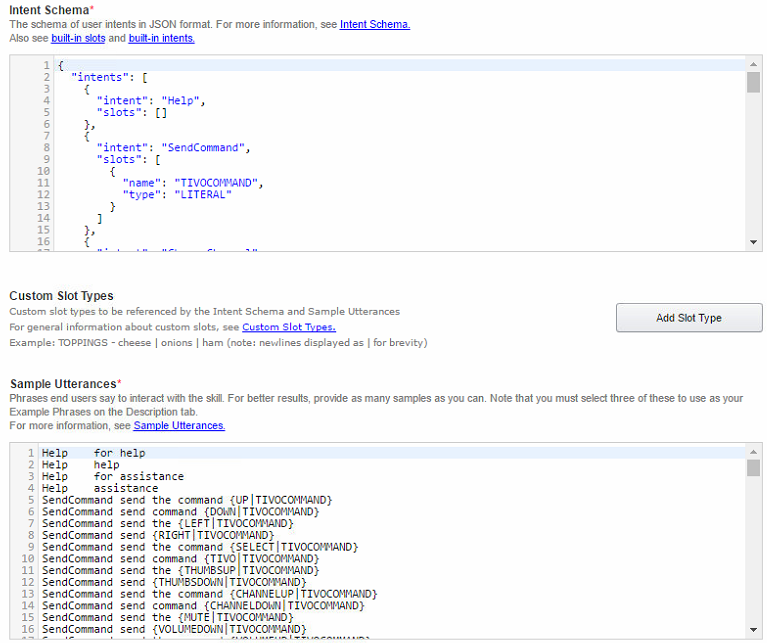 Intent Schema*
The schema of user intents in JSON format. For more information, see Intent Schema.
Also see built-in slots and built-in intents.
1 {
2 "intents": [
3 {
4 "intent": "Help",
5 "slots": []
6 },
7 {
8 "intent": "SendCommand",
9 "slots": [
10 {
11 "name": "TIVOCOMMAND",
12 "type": "LITERAL"
13 }
14 ]
15 },
16 {
Custom Slot Types
Custom slot types to be referenced by the Intent Schema and Sample Utterances
For general information about custom slots, see Custom Slot Types.
Add Slot Type
Example: TOPPINGS - cheese | onions | ham (note: newlines displayed as | for brevity)
Sample Utterances*
Phrases end users say to interact with the skill. For better results, provide as many samples as you can. Note that you must select three of these to use as your
Example Phrases on the Description tab.
For more information, see Sample Utterances.
1 Help for help
2 Help help
3 Help for assistance
4 Help assistance
5 SendCommand send the command {UP|TIVOCOMMAND}
6 SendCommand send command {DOWN|TIVOCOMMAND}
7 SendCommand send the {LEFT|TIVOCOMMAND}
8 SendCommand send {RIGHT|TIVOCOMMAND}
9 SendCommand send the command {SELECT|TIVOCOMMAND}
10 SendCommand send command {TIVO|TIVOCOMMAND}
11 SendCommand send the {THUMBSUP|TIVOCOMMAND}
12 SendCommand send {THUMBSDOWN|TIVOCOMMAND}
13 SendCommand send the command {CHANNELUP|TIVOCOMMAND}
14 SendCommand send command {CHANNELDOWN|TIVOCOMMAND}
15 SendCommand send the {MUTE|TIVOCOMMAND}
16 SendCommand send {VOLUMEDOWN|TIVOCOMMAND}